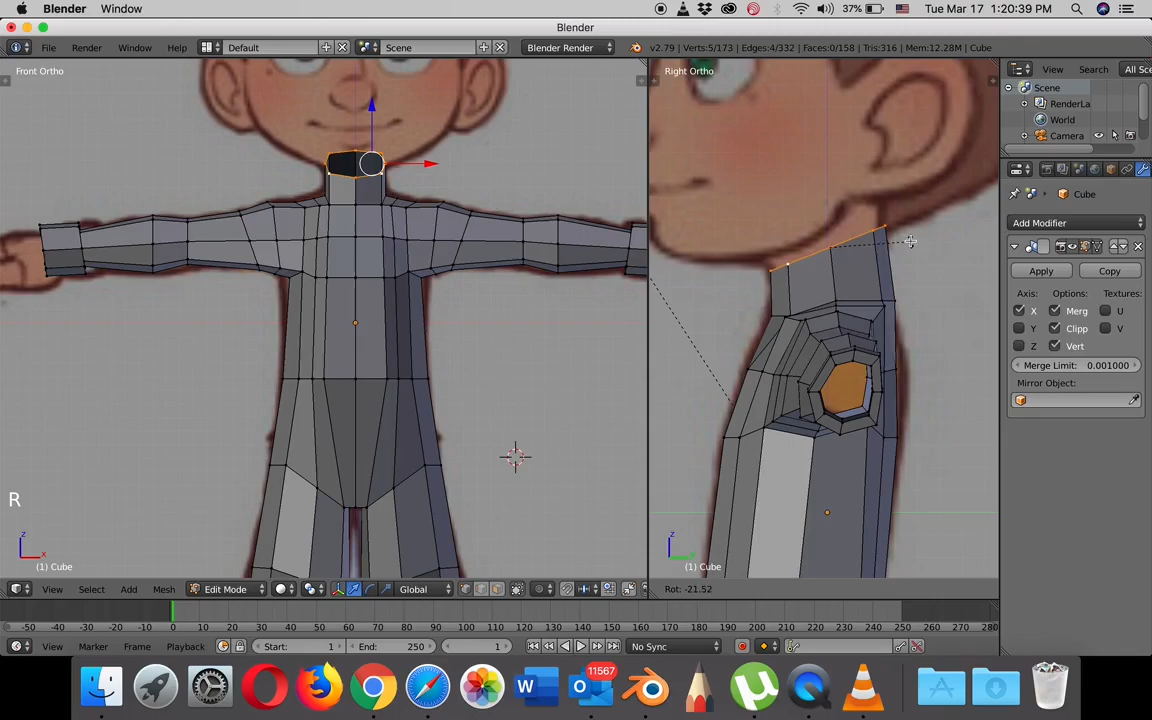 Blender Window 37% Tue Mar 17 1:20:39 PM
Blender
File Render Window Help Default Scene Blender Render v2.79 | Verts:5/173 | Edges:4/332 | Faces:0/158 | Tris:316 | Mem:12.28M | Cube
Front Ortho
Right Ortho
View Search All Sce
World
RenderLa
World
Camera
Cube
Add Modifier
Apply Copy
Axis: Options: Textures:
X Merg U
Y Clipp V
Z Vert
Merge Limit: 0.001000
Mirror Object:
R
z
x
(1) Cube
z
y
(1) Cube
View Select Add Mesh Edit Mode Global
Rot: -21.52
-50 -40 -30 -20 -10 0 10 20 30 40 50 60 70 80 90 100 110 120 130 140 150 160 170 180 190 200 210 220 230 240 250 260 270 280
View Marker Frame Playback Start: 1 End: 250 1 No Sync
11567
W
O